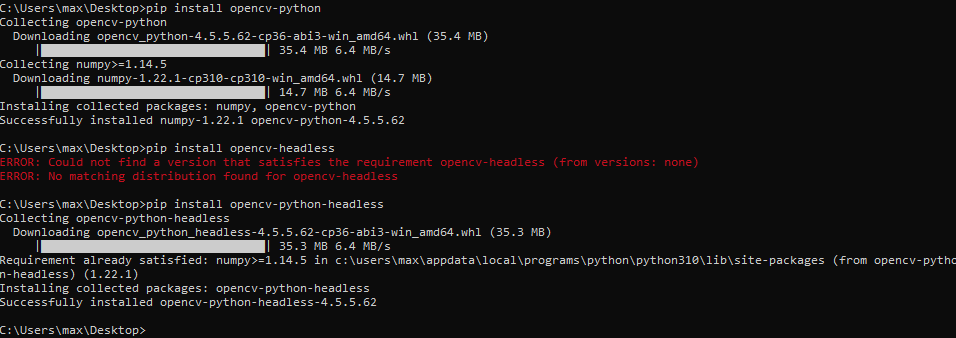 C:\Users\max\Desktop>pip install opencv-python
Collecting opencv-python
  Downloading opencv_python-4.5.5.62-cp36-abi3-win_amd64.whl (35.4 MB)
     |████████████████████████████████| 35.4 MB 6.4 MB/s
Collecting numpy>=1.14.5
  Downloading numpy-1.22.1-cp310-cp310-win_amd64.whl (14.7 MB)
     |████████████████████████████████| 14.7 MB 6.4 MB/s
Installing collected packages: numpy, opencv-python
Successfully installed numpy-1.22.1 opencv-python-4.5.5.62
C:\Users\max\Desktop>pip install opencv-headless
ERROR: Could not find a version that satisfies the requirement opencv-headless (from versions: none)
ERROR: No matching distribution found for opencv-headless
C:\Users\max\Desktop>pip install opencv-python-headless
Collecting opencv-python-headless
  Downloading opencv_python_headless-4.5.5.62-cp36-abi3-win_amd64.whl (35.3 MB)
     |████████████████████████████████| 35.3 MB 6.4 MB/s
Requirement already satisfied: numpy>=1.14.5 in c:\users\max\appdata\local\programs\python\python310\lib\site-packages (from opencv-pytho
n-headless) (1.22.1)
Installing collected packages: opencv-python-headless
Successfully installed opencv-python-headless-4.5.5.62
C:\Users\max\Desktop>